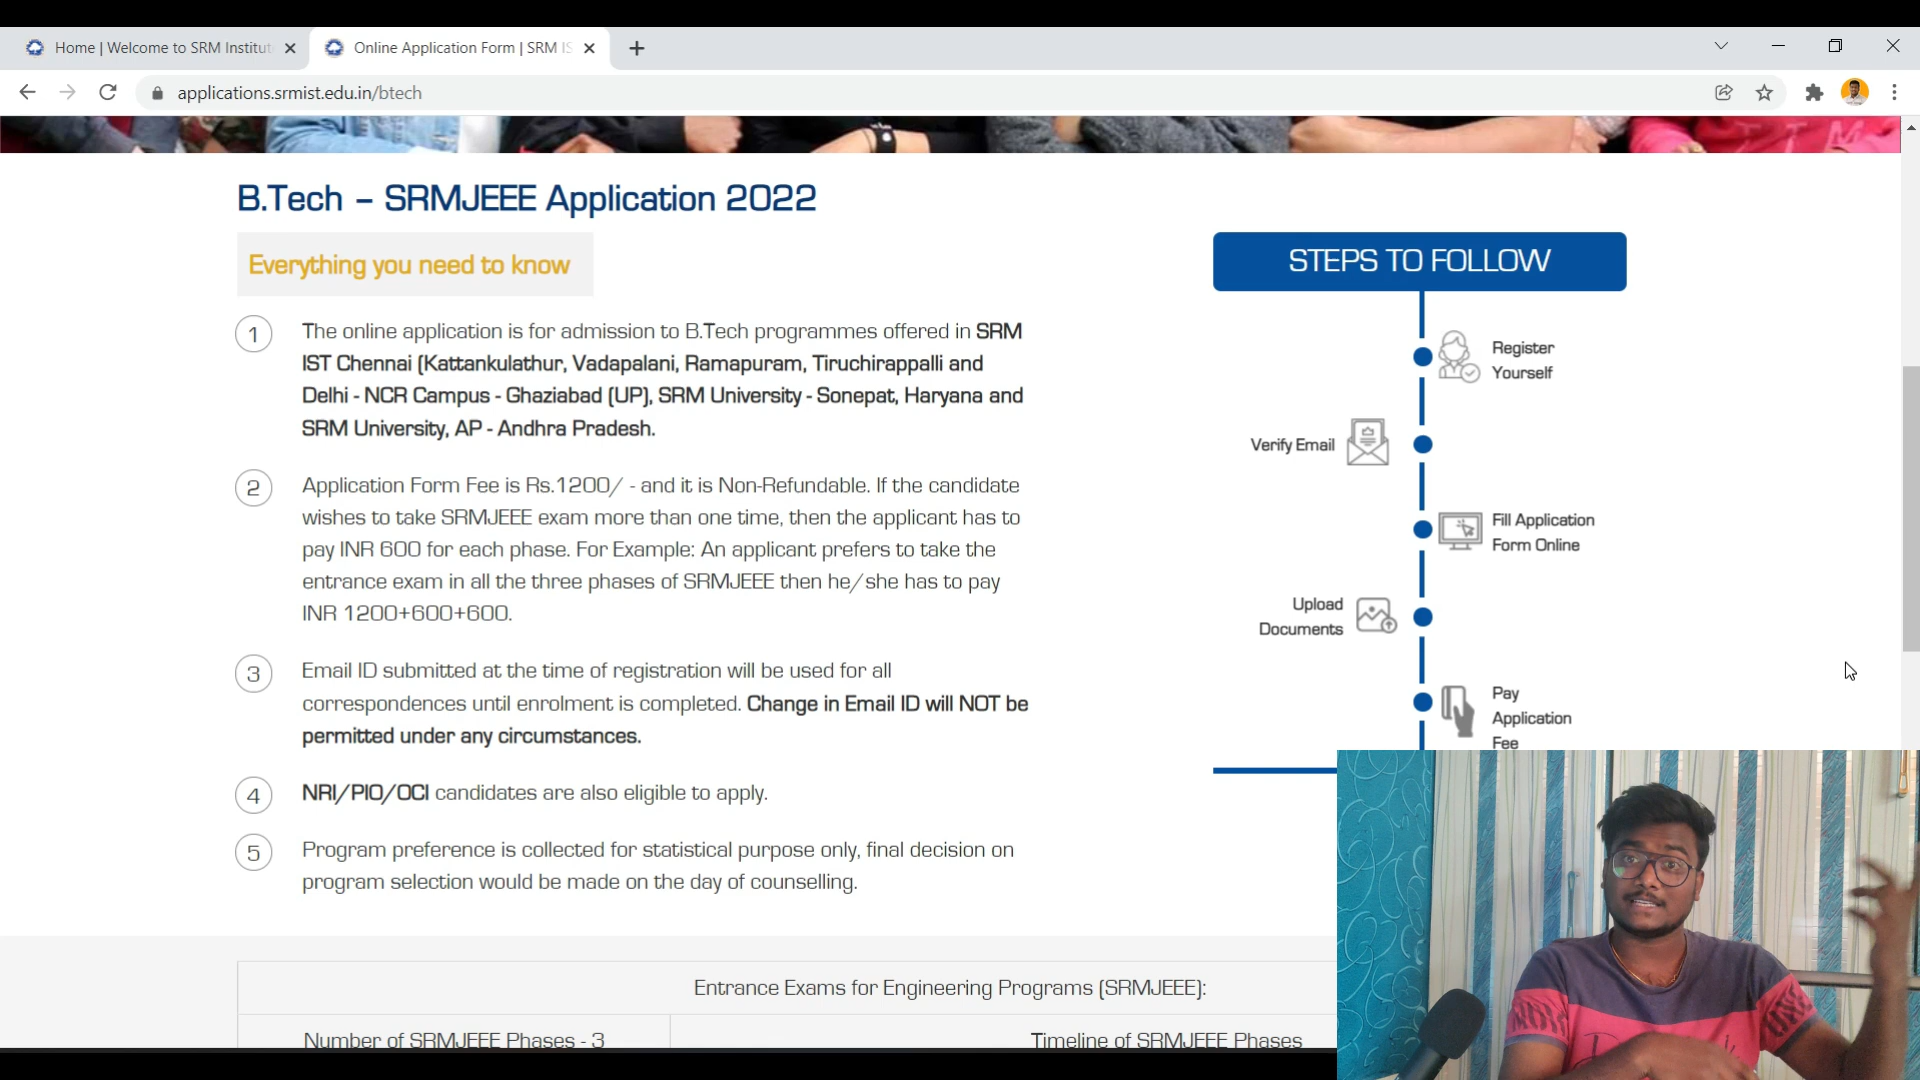 Home | Welcome to SRM Institut
Online Application Form | SRM IS
applications.srmist.edu.in/btech
B.Tech – SRMJEEE Application 2022
Everything you need to know
1
The online application is for admission to B.Tech programmes offered in SRM
IST Chennai (Kattankulathur, Vadapalani, Ramapuram, Tiruchirappalli and
Delhi - NCR Campus - Ghaziabad (UP), SRM University - Sonepat, Haryana and
SRM University, AP - Andhra Pradesh.
2
Application Form Fee is Rs.1200/ - and it is Non-Refundable. If the candidate
wishes to take SRMJEEE exam more than one time, then the applicant has to
pay INR 600 for each phase. For Example: An applicant prefers to take the
entrance exam in all the three phases of SRMJEEE then he/she has to pay
INR 1200+600+600.
3
Email ID submitted at the time of registration will be used for all
correspondences until enrolment is completed. Change in Email ID will NOT be
permitted under any circumstances.
4
NRI/PIO/OCI candidates are also eligible to apply.
5
Program preference is collected for statistical purpose only, final decision on
program selection would be made on the day of counselling.
STEPS TO FOLLOW
Register
Yourself
Verify Email
Fill Application
Form Online
Upload
Documents
Pay
Application
Fee
Entrance Exams for Engineering Programs (SRMJEEE):
Number of SRMJEEE Phases - 3
Timeline of SRMJEEE Phases